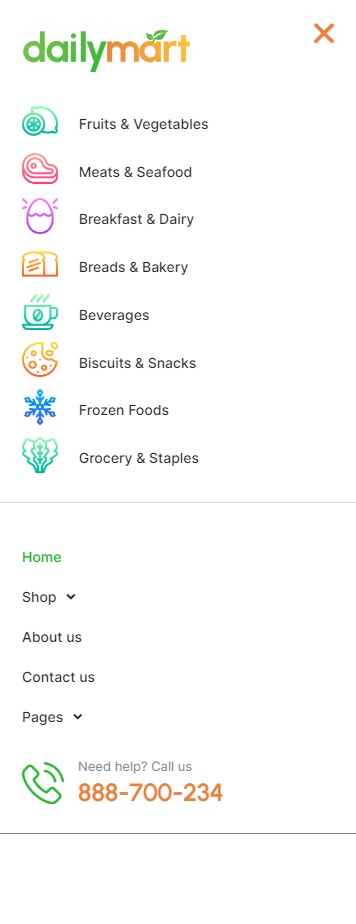 dailymart
Fruits & Vegetables
Meats & Seafood
Breakfast & Dairy
Breads & Bakery
Beverages
Biscuits & Snacks
Frozen Foods
Grocery & Staples
Home
Shop
About us
Contact us
Pages
Need help? Call us
888-700-234